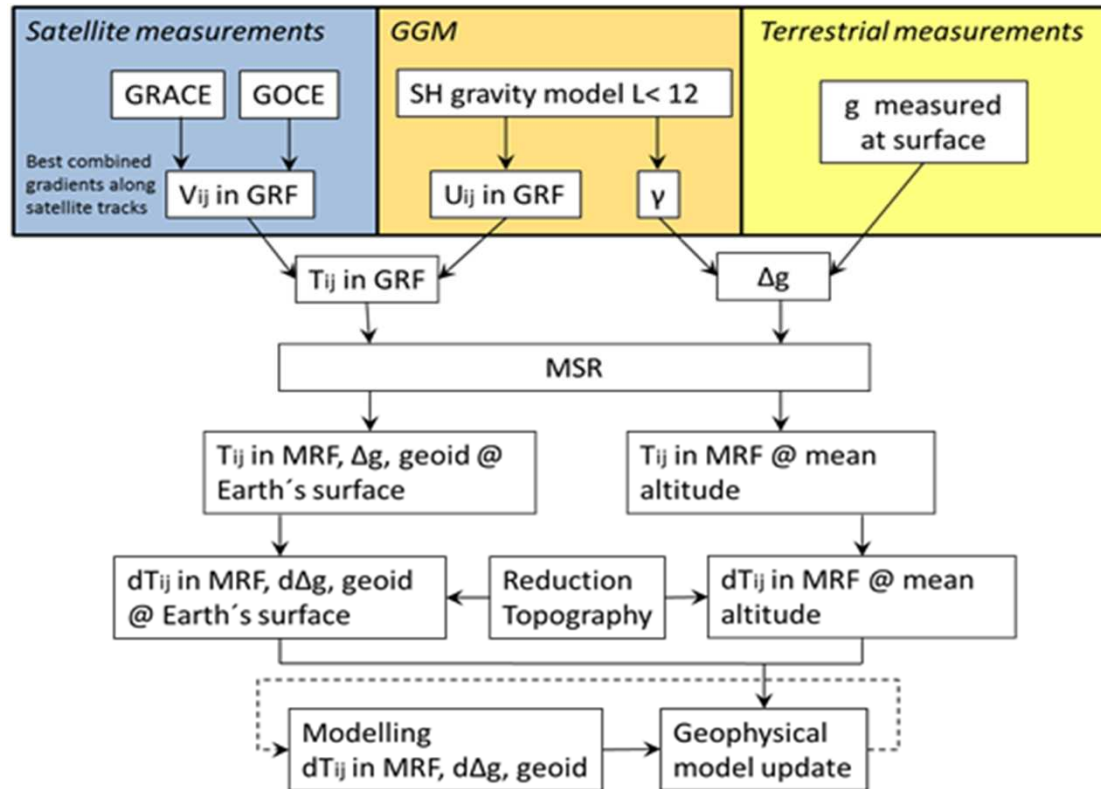 Satellite measurements
GGM
Terrestrial measurements
GRACE
GOCE
SH gravity model L< 12
g measured
at surface
Best combined
gradients along
satellite tracks
Vij in GRF
Uij in GRF
γ
Tij in GRF
Δg
MSR
Tij in MRF, Δg, geoid @
Earth´s surface
Tij in MRF @ mean
altitude
dTij in MRF, dΔg, geoid
@ Earth´s surface
Reduction
Topography
dTij in MRF @ mean
altitude
Modelling
dTij in MRF, dΔg, geoid
Geophysical
model update